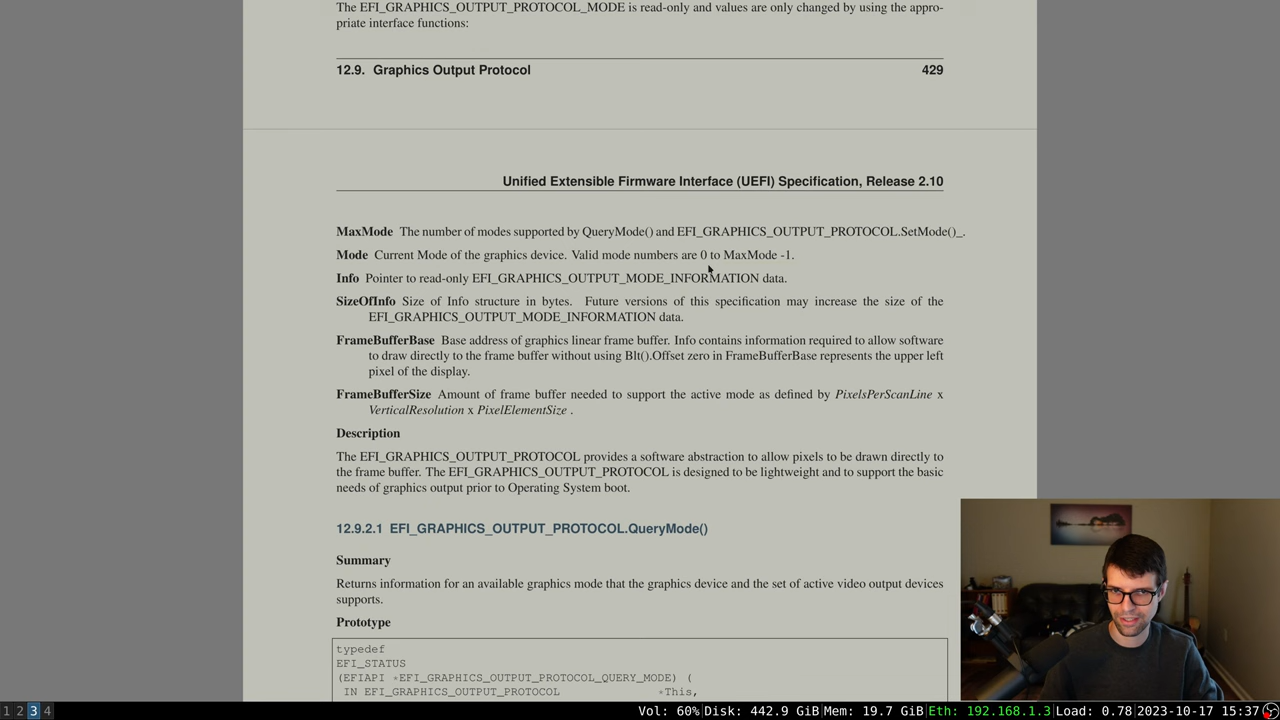 The EFI_GRAPHICS_OUTPUT_PROTOCOL_MODE is read-only and values are only changed by using the appro-
priate interface functions:
12.9. Graphics Output Protocol 429
Unified Extensible Firmware Interface (UEFI) Specification, Release 2.10
MaxMode The number of modes supported by QueryMode() and EFI_GRAPHICS_OUTPUT_PROTOCOL.SetMode()_.
Mode Current Mode of the graphics device. Valid mode numbers are 0 to MaxMode -1.
Info Pointer to read-only EFI_GRAPHICS_OUTPUT_MODE_INFORMATION data.
SizeOfInfo Size of Info structure in bytes. Future versions of this specification may increase the size of the
EFI_GRAPHICS_OUTPUT_MODE_INFORMATION data.
FrameBufferBase Base address of graphics linear frame buffer. Info contains information required to allow software
to draw directly to the frame buffer without using Blt().Offset zero in FrameBufferBase represents the upper left
pixel of the display.
FrameBufferSize Amount of frame buffer needed to support the active mode as defined by PixelsPerScanLine x
VerticalResolution x PixelElementSize .
Description
The EFI_GRAPHICS_OUTPUT_PROTOCOL provides a software abstraction to allow pixels to be drawn directly to
the frame buffer. The EFI_GRAPHICS_OUTPUT_PROTOCOL is designed to be lightweight and to support the basic
needs of graphics output prior to Operating System boot.
12.9.2.1 EFI_GRAPHICS_OUTPUT_PROTOCOL.QueryMode()
Summary
Returns information for an available graphics mode that the graphics device and the set of active video output devices
supports.
Prototype
typedef
EFI_STATUS
(EFIAPI *EFI_GRAPHICS_OUTPUT_PROTOCOL_QUERY_MODE) (
IN EFI_GRAPHICS_OUTPUT_PROTOCOL *This,
1 2 3 4 Vol: 60% Disk: 442.9 GiB Mem: 19.7 GiB Eth: 192.168.1.3 Load: 0.78 2023-10-17 15:37